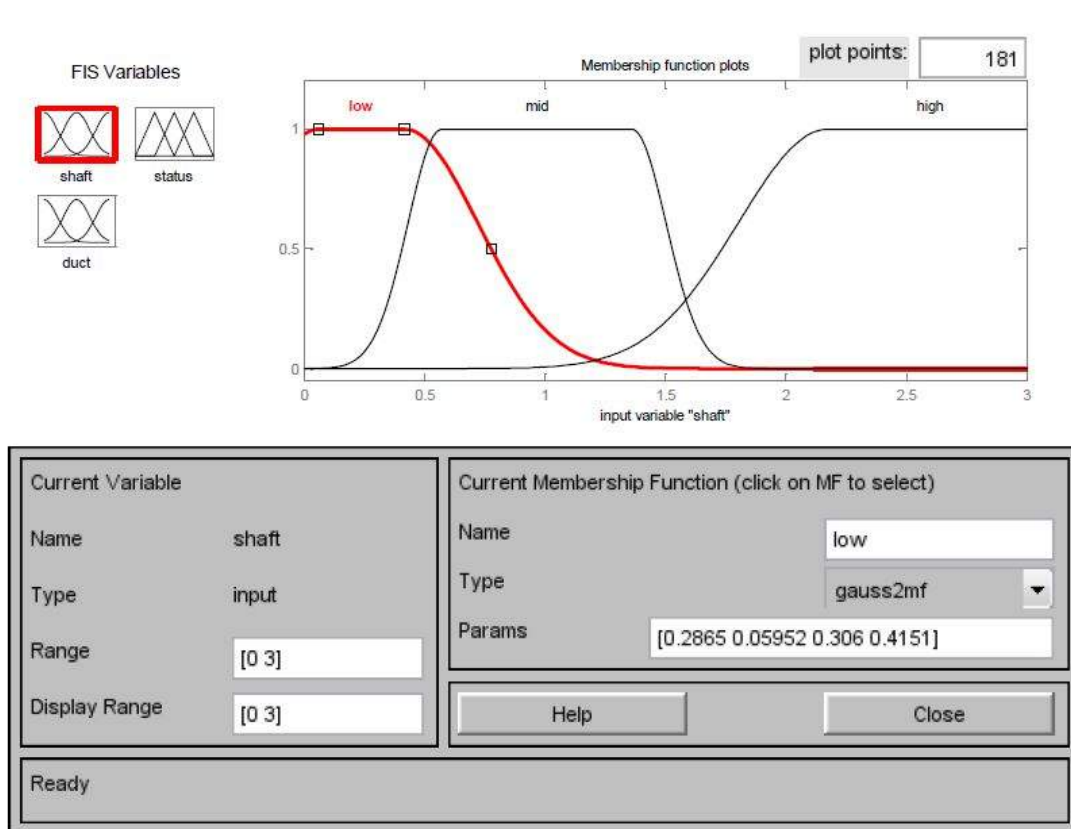 FIS Variables
shaft
status
duct
Membership function plots
plot points:
181
low
mid
high
1
0.5
0
0
0.5
1
1.5
2
2.5
3
input variable "shaft"
Current Variable
Name shaft
Type input
Range [0 3]
Display Range [0 3]
Current Membership Function (click on MF to select)
Name low
Type gauss2mf
Params [0.2865 0.05952 0.306 0.4151]
Help
Close
Ready